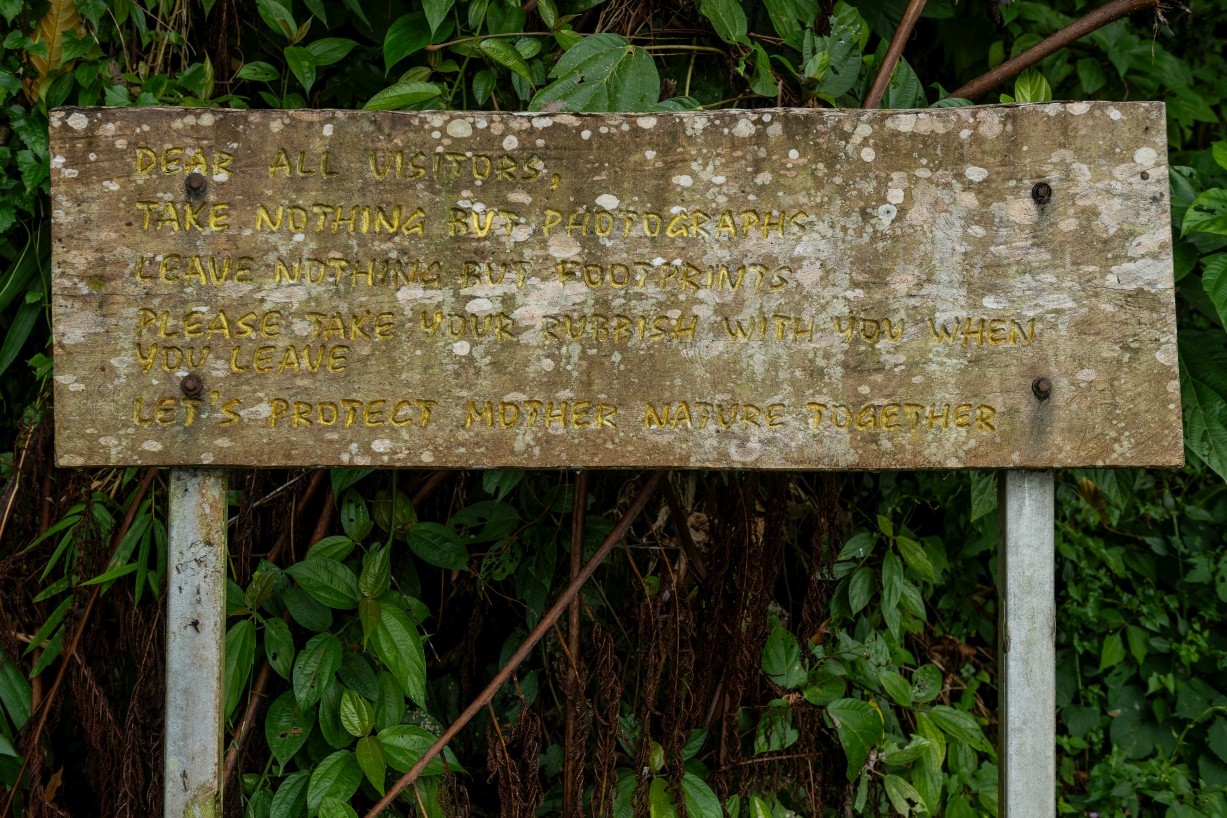 DEAR ALL VISITORS,
TAKE NOTHING BUT PHOTOGRAPHS
LEAVE NOTHING BUT FOOTPRINTS
PLEASE TAKE YOUR RUBBISH WITH YOU WHEN
YOU LEAVE
LET'S PROTECT MOTHER NATURE TOGETHER